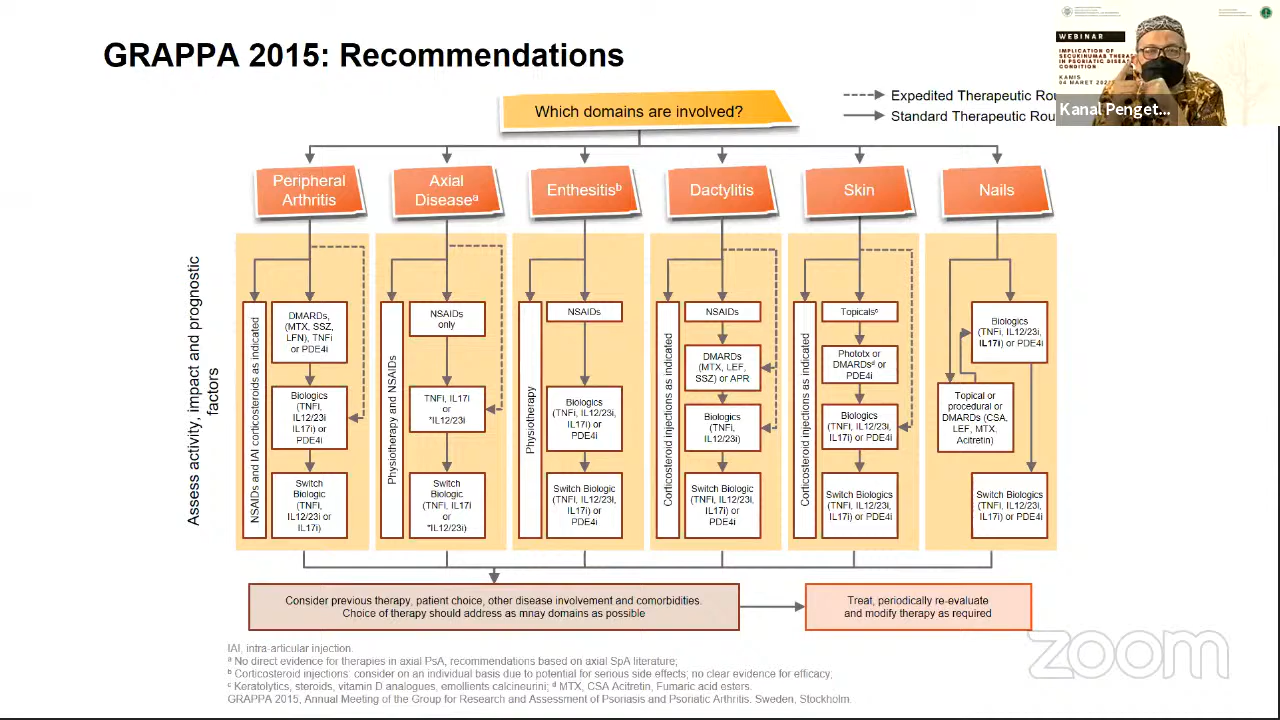 GRAPPA 2015: Recommendations
WEBINAR
IMPLICATION OF
SECUKINUMAB THERA
IN PSORIATIC DISEA
CONDITION
KAMIS
04 MARET 202
Kanal Penget...
Which domains are involved?
Expedited Therapeutic Rou
Standard Therapeutic Rou
Peripheral
Arthritis
Axial
Diseaseᵃ
Enthesitisᵇ
Dactylitis
Skin
Nails
Assess activity, impact and prognostic
factors
NSAIDs and IAI corticosteroids as indicated
DMARDs,
(MTX, SSZ,
LFN), TNFi
or PDE4i
Biologics
(TNFi,
IL12/23i
IL17i) or
PDE4i
Switch
Biologic
(TNFi,
IL12/23i or
IL17i)
Physiotherapy and NSAIDs
NSAIDs
only
TNFi, IL17i
or
*IL12/23i
Switch
Biologic
(TNFi, IL17i
or
*IL12/23i)
Physiotherapy
NSAIDs
Biologics
(TNFi, IL12/23i,
IL17i) or
PDE4i
Switch Biologic
(TNFi, IL12/23i,
IL17i) or
PDE4i
Corticosteroid injections as indicated
NSAIDs
DMARDs
(MTX, LEF,
SSZ) or APR
Biologics
(TNFi,
IL12/23i)
Switch Biologic
(TNFi, IL12/23i,
IL17i) or
PDE4i
Corticosteroid injections as indicated
Topicalsᶜ
Phototx or
DMARDsᵈ or
PDE4i
Biologics
(TNFi, IL12/23i,
IL17i) or PDE4i
Switch Biologics
(TNFi, IL12/23i,
IL17i) or PDE4i
Biologics
(TNFi, IL12/23i,
IL17i) or PDE4i
Topical or
procedural or
DMARDs (CSA,
LEF, MTX,
Acitretin)
Switch Biologics
(TNFi, IL12/23i,
IL17i) or PDE4i
Consider previous therapy, patient choice, other disease involvement and comorbidities.
Choice of therapy should address as mnay domains as possible
Treat, periodically re-evaluate
and modify therapy as required
IAI, intra-articular injection.
ᵃ No direct evidence for therapies in axial PsA, recommendations based on axial SpA literature;
ᵇ Corticosteroid injections: consider on an individual basis due to potential for serious side effects; no clear evidence for efficacy;
ᶜ Keratolytics, steroids, vitamin D analogues, emollients calcineurini; ᵈ MTX, CSA Acitretin, Fumaric acid esters.
GRAPPA 2015, Annual Meeting of the Group for Research and Assessment of Psoriasis and Psoriatic Arthritis. Sweden, Stockholm.
zoom